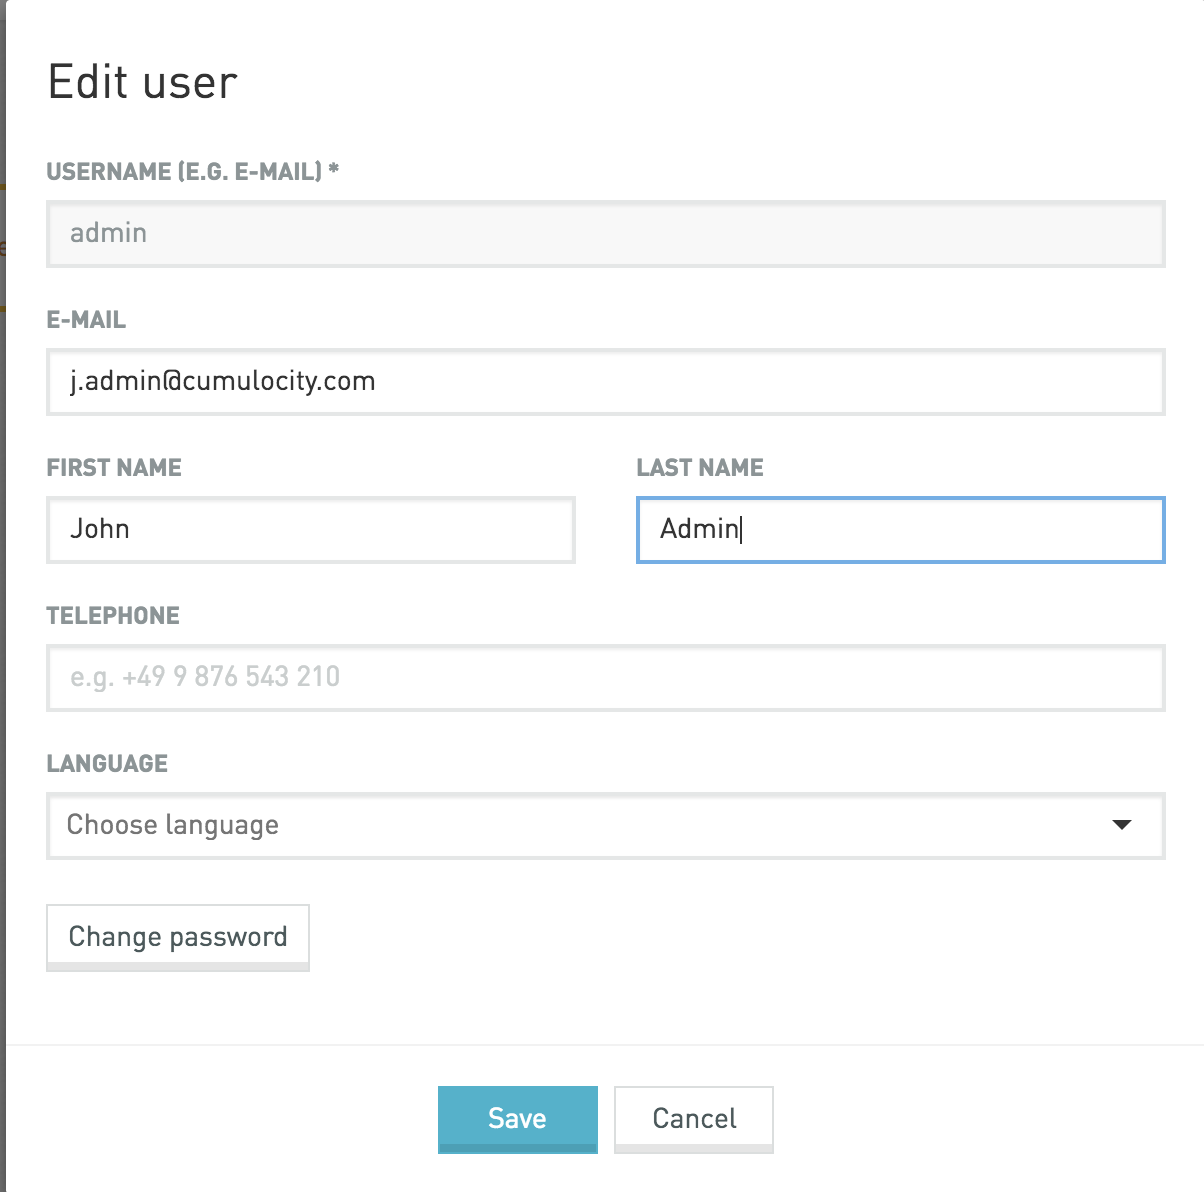 Edit user
USERNAME (E.G. E-MAIL) *
admin
E-MAIL
j.admin@cumulocity.com
FIRST NAME
LAST NAME
John
Admin
TELEPHONE
e.g. +49 9 876 543 210
LANGUAGE
Choose language
Change password
Save
Cancel